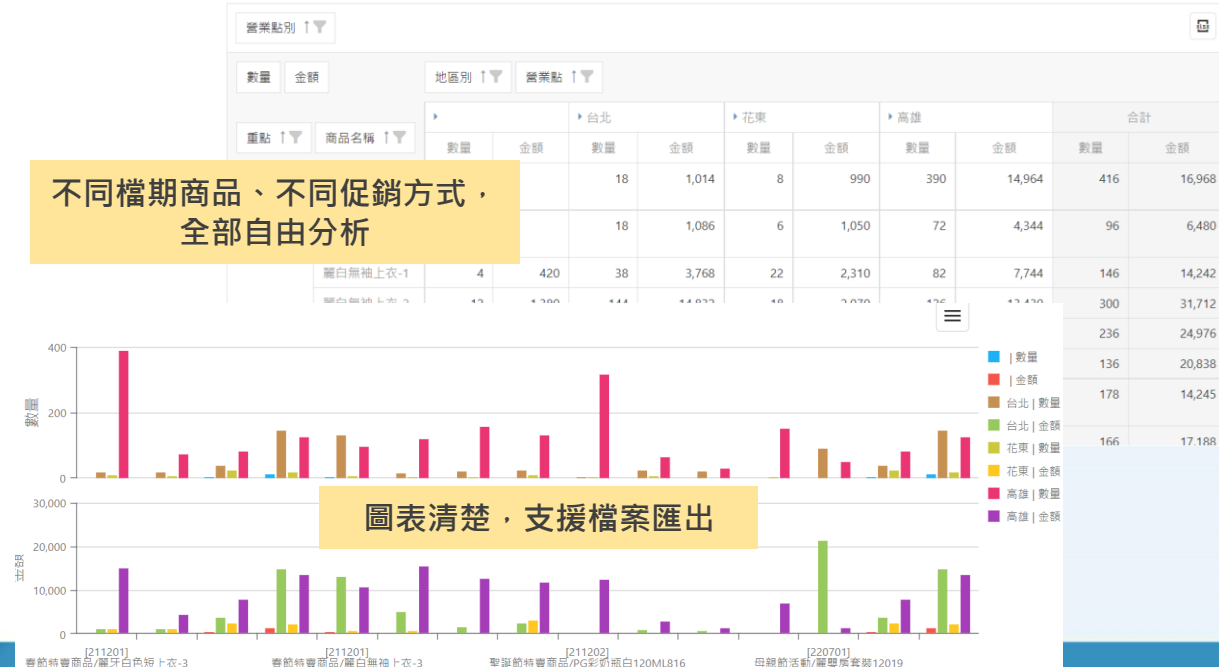 營業點別
XLSX
數量 金額 地區別 營業點
台北 花東 高雄 合計
重點 商品名稱
數量 金額 數量 金額 數量 金額 數量 金額 數量 金額
不同檔期商品、不同促銷方式，
全部自由分析
18 1,014 8 990 390 14,964 416 16,968
18 1,086 6 1,050 72 4,344 96 6,480
麗白無袖上衣-1 4 420 38 3,768 22 2,310 82 7,744 146 14,242
300 31,712
236 24,976
136 20,838
178 14,245
166 17,188
400
200
0
數量
| 數量
| 金額
台北 | 數量
台北 | 金額
花東 | 數量
花東 | 金額
高雄 | 數量
高雄 | 金額
圖表清楚，支援檔案匯出
30,000
20,000
10,000
0
金額
[211201] [211201] [211202] [220701]
春節特賣商品/麗牙白色短上衣-3 春節特賣商品/麗白無袖上衣-3 聖誕節特賣商品/PG彩奶瓶白120ML816 母親節活動/麗嬰房套裝12019